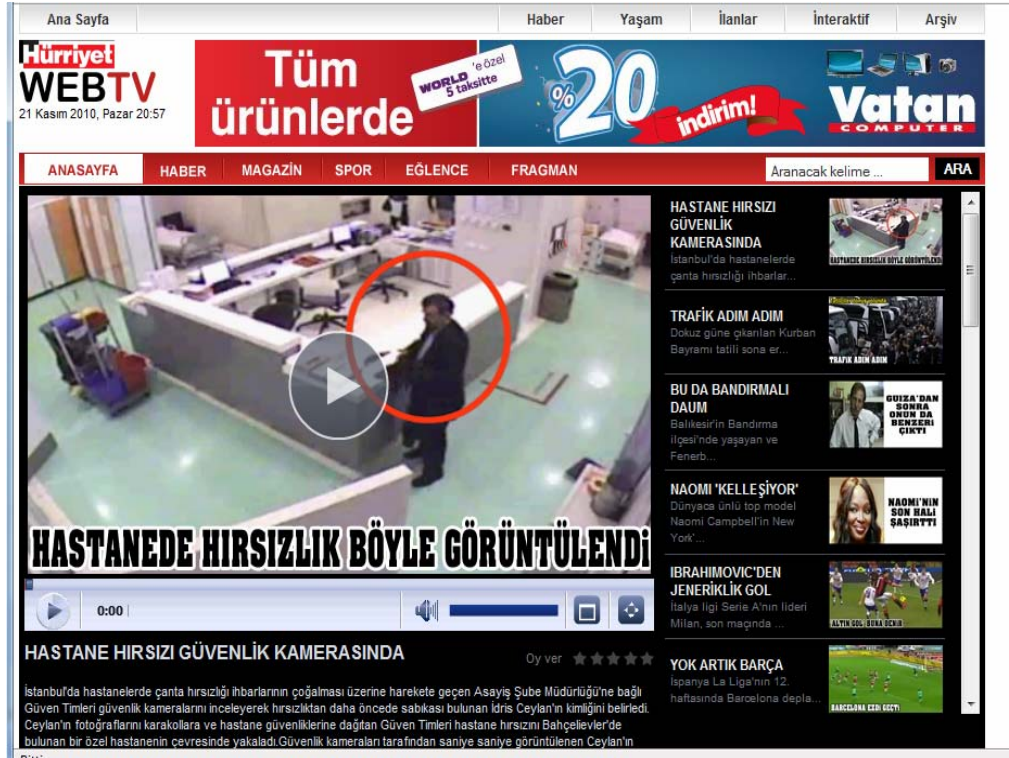 Ana Sayfa
Haber
Yaşam
İlanlar
İnteraktif
Arşiv
Hürriyet
WEBTV
21 Kasım 2010, Pazar 20:57
Tüm
ürünlerde
WORLD 'e özel
5 taksitte
%20
indirim!
Vatan
COMPUTER
ANASAYFA
HABER
MAGAZİN
SPOR
EĞLENCE
FRAGMAN
Aranacak kelime ...
ARA
HASTANEDE HIRSIZLIK BÖYLE GÖRÜNTÜLENDİ
0:00
HASTANE HIRSIZI GÜVENLİK KAMERASINDA
Oy ver
İstanbul'da hastanelerde çanta hırsızlığı ihbarlarının çoğalması üzerine harekete geçen Asayiş Şube Müdürlüğü'ne bağlı
Güven Timleri güvenlik kameralarını inceleyerek hırsızlıktan daha öncede sabıkası bulunan İdris Ceylan'ın kimliğini belirledi.
Ceylan'ın fotoğraflarını karakollara ve hastane güvenliklerine dağıtan Güven Timleri hastane hırsızını Bahçelievler'de
bulunan bir özel hastanenin çevresinde yakaladı.Güvenlik kameraları tarafından saniye saniye görüntülenen Ceylan'ın
HASTANE HIRSIZI
GÜVENLİK
KAMERASINDA
İstanbul'da hastanelerde
çanta hırsızlığı ihbarlar...
HASTANEDE HIRSIZLIK BÖYLE GÖRÜNTÜLENDİ
TRAFİK ADIM ADIM
Dokuz güne çıkarılan Kurban
Bayramı tatili sona er...
TRAFİK ADIM ADIM
BU DA BANDIRMALI
DAUM
Balıkesir'in Bandırma
ilçesi'nde yaşayan ve
Fenerb...
GUIZA'DAN
SONRA
ONUN DA
BENZERİ
ÇIKTI
NAOMI 'KELLEŞİYOR'
Dünyaca ünlü top model
Naomi Campbell'in New
York'...
NAOMİ'NİN
SON HALİ
ŞAŞIRTTI
IBRAHIMOVIC'DEN
JENERİKLİK GOL
İtalya ligi Serie A'nın lideri
Milan, son maçında ...
ALTIN GOL BUNA DENİR
YOK ARTIK BARÇA
İspanya La Liga'nın 12.
haftasında Barcelona depla...
BARCELONA EZDİ GEÇTİ